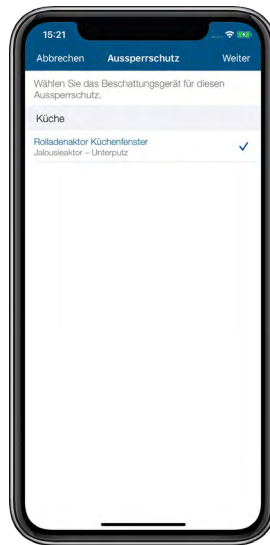 15:21
Abbrechen Aussperrschutz Weiter
Wählen Sie das Beschattungsgerät für diesen
Aussperrschutz.
Küche
Rolladenaktor Küchenfenster
Jalousieaktor – Unterputz